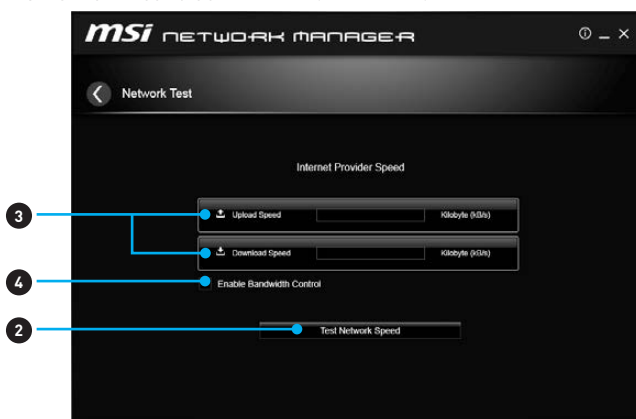 msi NETWORK MANAGER
Network Test
Internet Provider Speed
3
Upload Speed Kilobyte (kB/s)
Download Speed Kilobyte (kB/s)
4
Enable Bandwidth Control
2
Test Network Speed